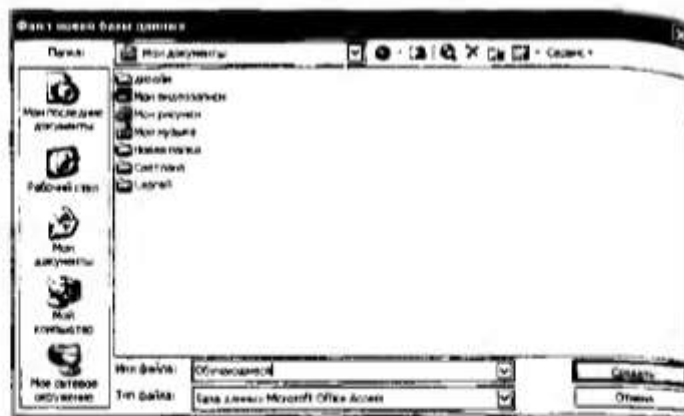 Файл новой базы данных
Папка: Мои документы Сервис
дизайн
Мои видеозаписи
Мои рисунки
Моя музыка
Новая папка
Светлана
Сергей
Мои последние
документы
Рабочий стол
Мои
документы
Мой
компьютер
Мое сетевое
окружение
Имя файла: Обучающиеся Создать
Тип файла: База данных Microsoft Office Access Отмена